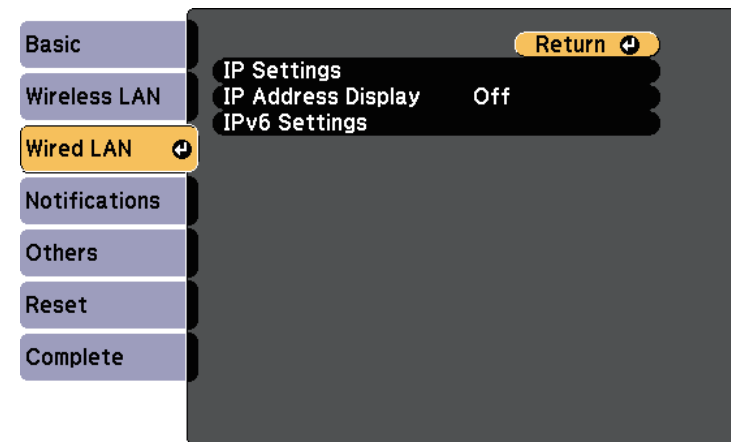 Basic
Wireless LAN
Wired LAN
Notifications
Others
Reset
Complete
Return
IP Settings
IP Address Display Off
IPv6 Settings